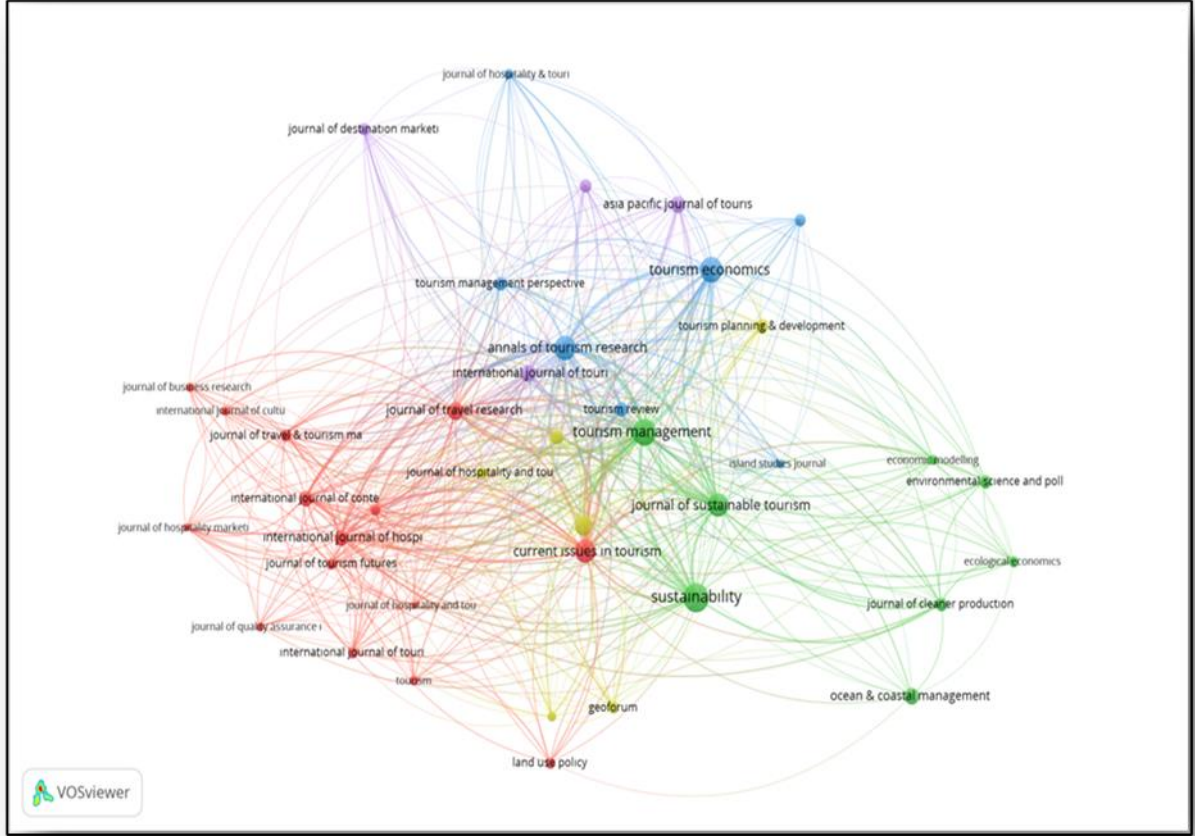 journal of hospitality & touri
journal of destination marketi
asia pacific journal of touris
tourism economics
tourism management perspective
tourism planning & development
annals of tourism research
international journal of touri
journal of business research
international journal of cultu
journal of travel research
tourism review
journal of travel & tourism ma
tourism management
island studies journal
economic modelling
journal of hospitality and tou
environmental science and poll
international journal of conte
journal of sustainable tourism
journal of hospitality marketi
international journal of hospi
current issues in tourism
journal of tourism futures
ecological economics
sustainability
journal of hospitality and tou
journal of cleaner production
journal of quality assurance i
international journal of touri
tourism
ocean & coastal management
geoforum
land use policy
VOSviewer